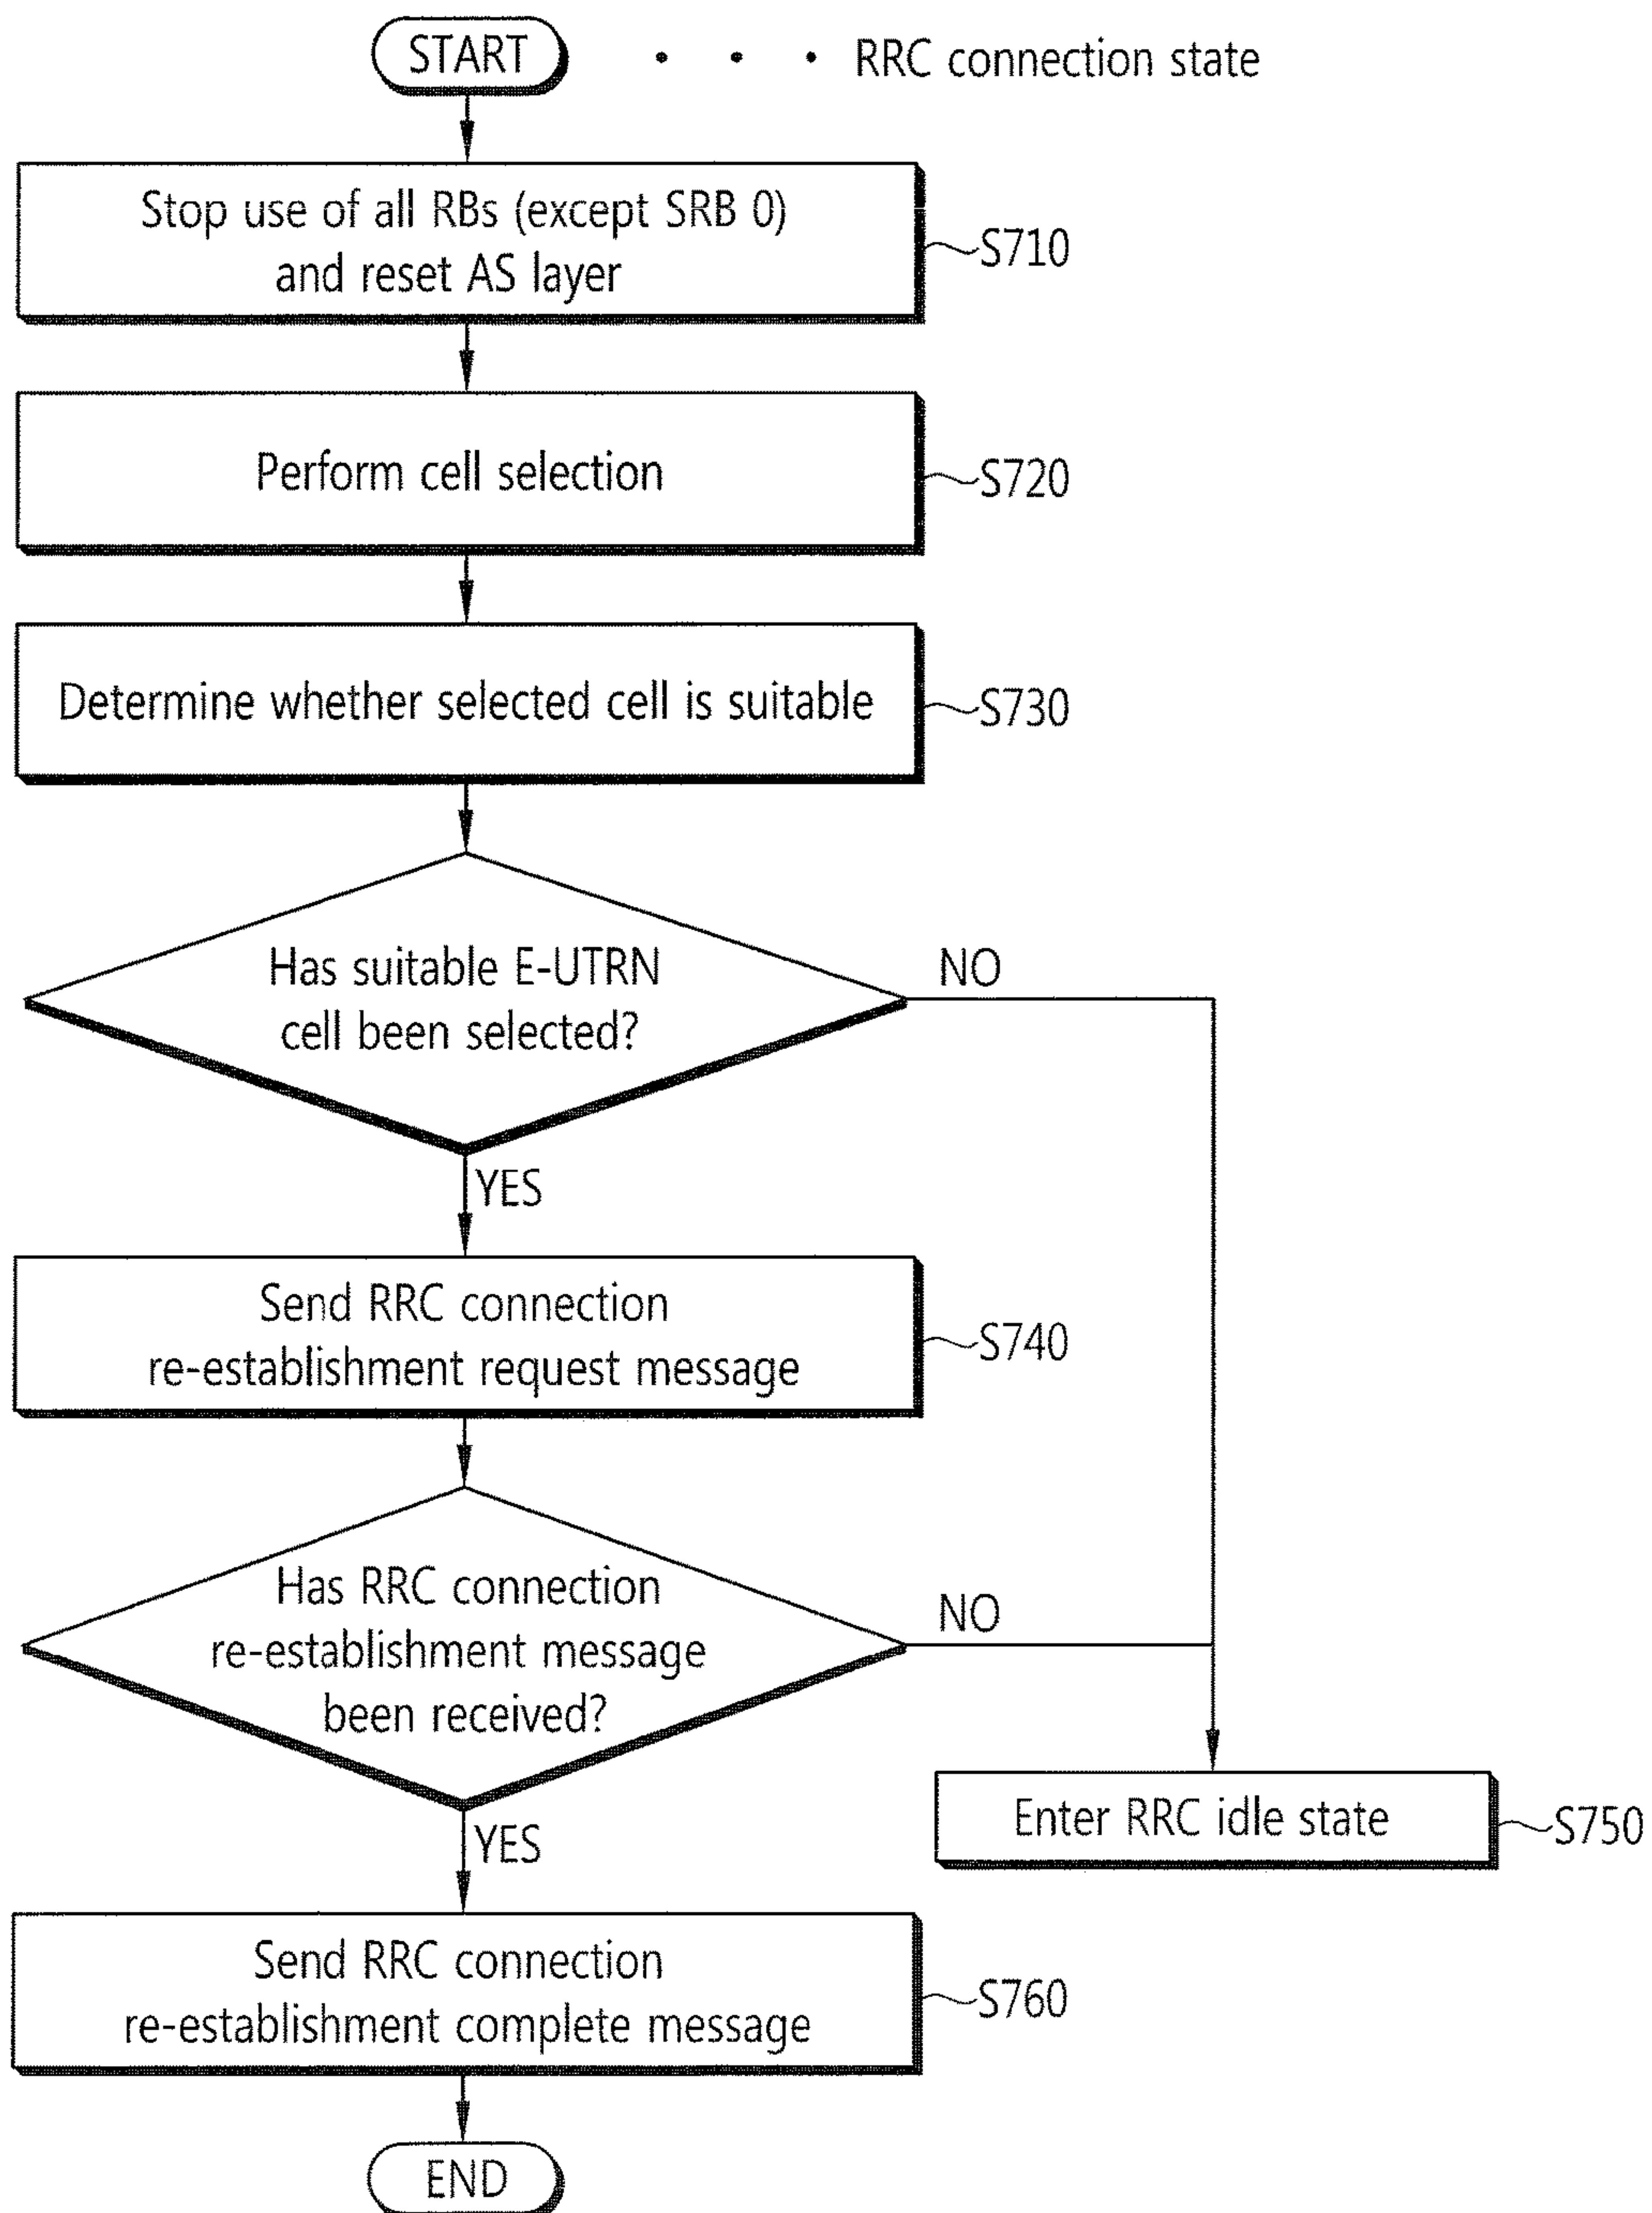 START
· · · RRC connection state
Stop use of all RBs (except SRB 0)
and reset AS layer
S710
Perform cell selection
S720
Determine whether selected cell is suitable
S730
Has suitable E-UTRN
cell been selected?
NO
YES
Send RRC connection
re-establishment request message
S740
Has RRC connection
re-establishment message
been received?
NO
YES
Enter RRC idle state
S750
Send RRC connection
re-establishment complete message
S760
END